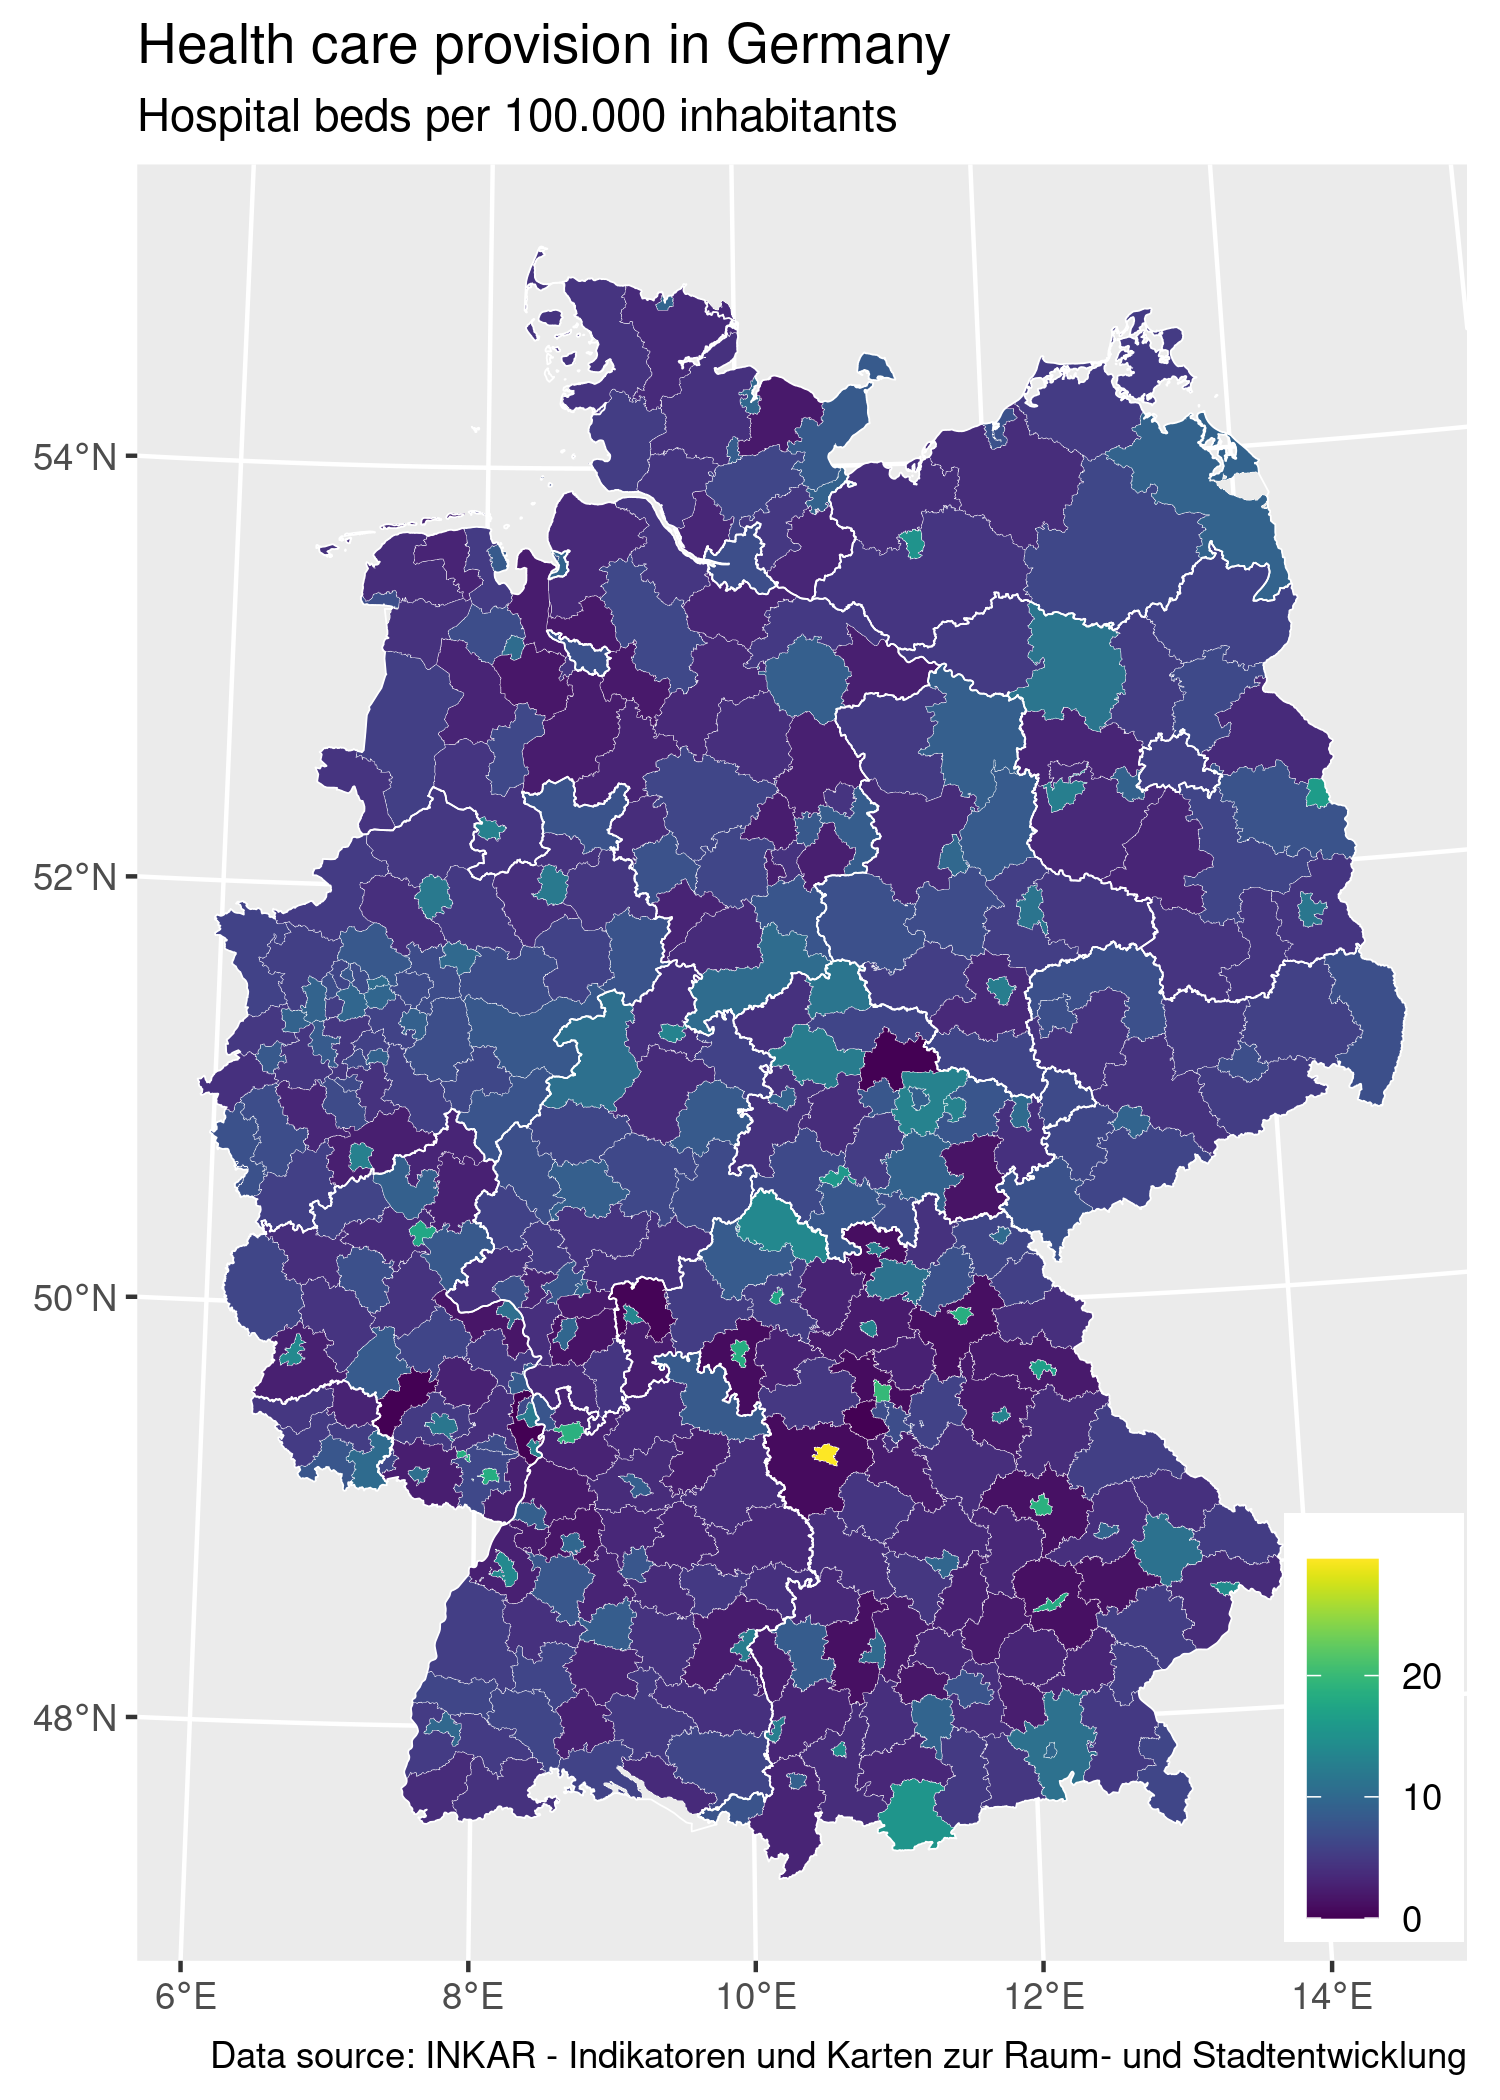 Health care provision in Germany
Hospital beds per 100.000 inhabitants
54°N
52°N
50°N
48°N
20
10
0
6°E
8°E
10°E
12°E
14°E
Data source: INKAR - Indikatoren und Karten zur Raum- und Stadtentwicklung